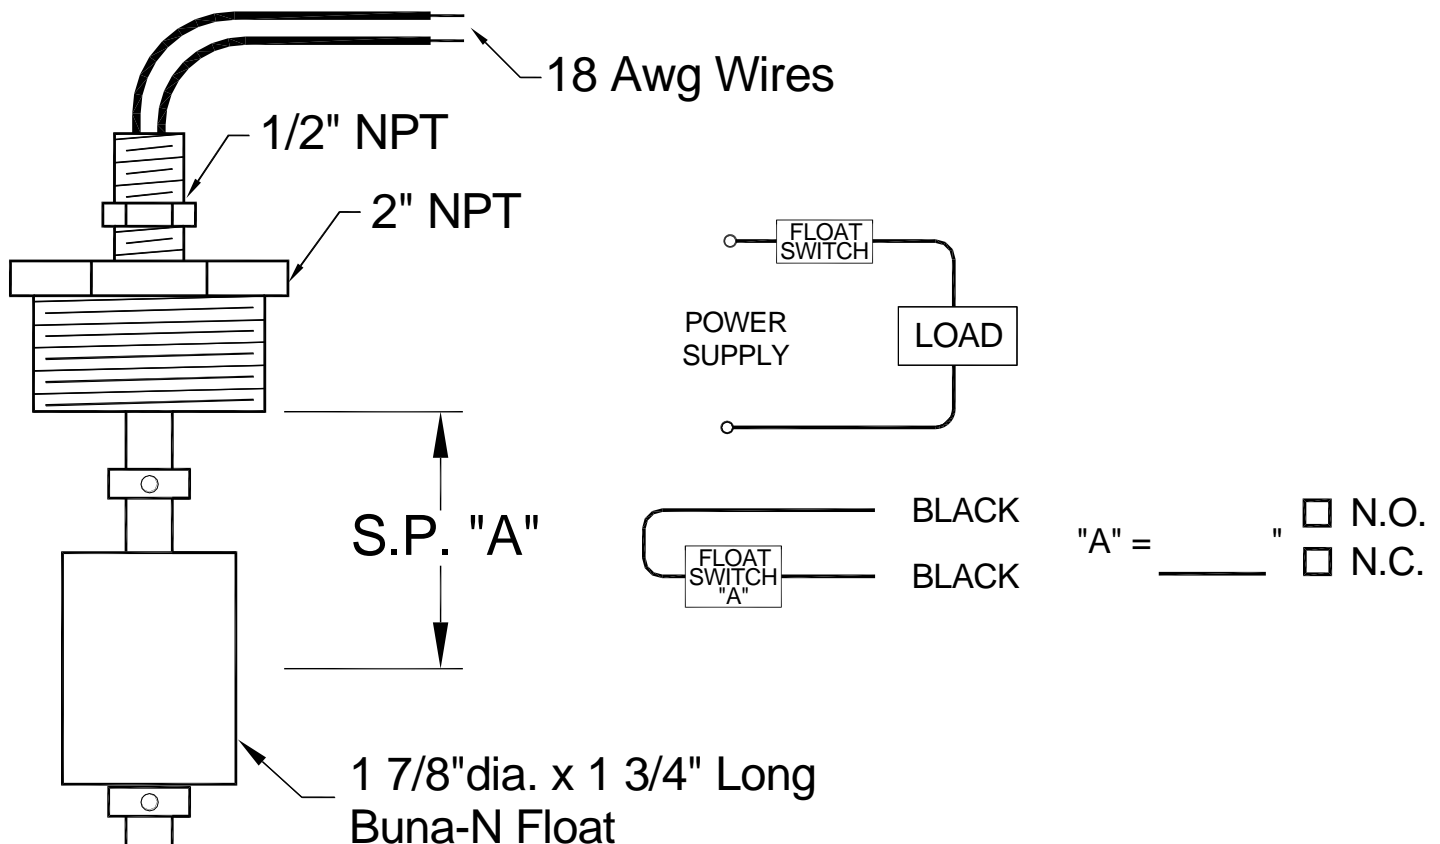 18 Awg Wires
1/2" NPT
2" NPT
FLOAT
SWITCH
POWER
SUPPLY
LOAD
S.P. "A"
BLACK
FLOAT
SWITCH
"A"
BLACK
"A" = ______ "
N.O.
N.C.
1 7/8"dia. x 1 3/4" Long
Buna-N Float